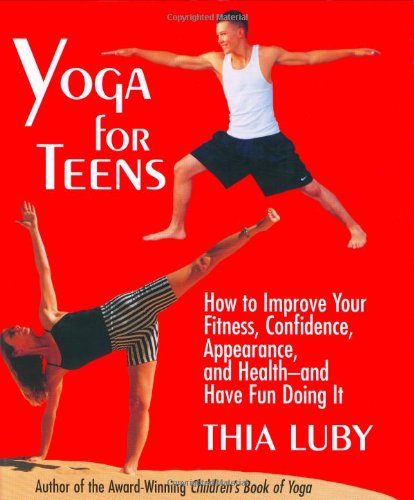 YOGA
FOR
TEENS
How to Improve Your
Fitness, Confidence,
Appearance,
and Health–and
Have Fun Doing It
THIA LUBY
Author of the Award-Winning Children's Book of Yoga